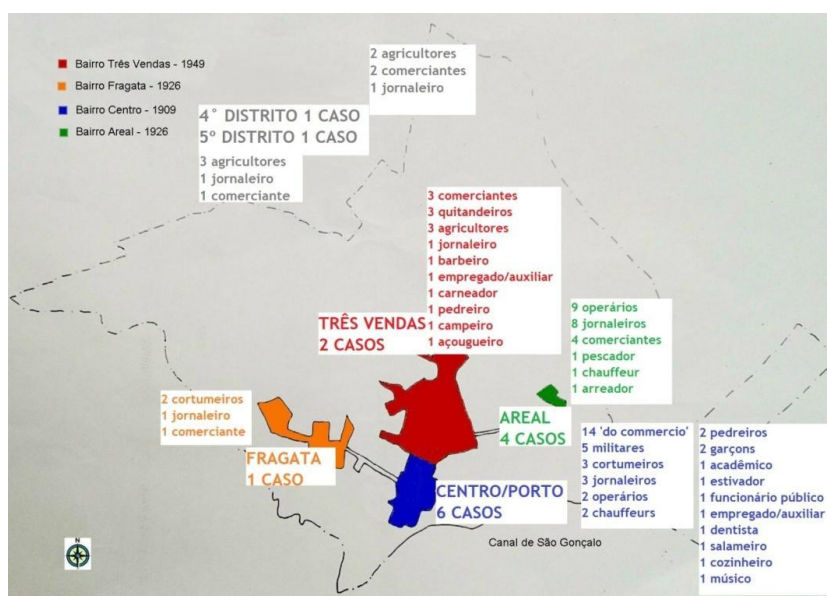 Bairro Três Vendas - 1949
Bairro Fragata - 1926
Bairro Centro - 1909
Bairro Areal - 1926
2 agricultores
2 comerciantes
1 jornaleiro
4° DISTRITO 1 CASO
5º DISTRITO 1 CASO
3 agricultores
1 jornaleiro
1 comerciante
3 comerciantes
3 quitandeiros
3 agricultores
1 jornaleiro
1 barbeiro
1 empregado/auxiliar
1 carneador
1 pedreiro
1 campeiro
1 açougueiro
TRÊS VENDAS
2 CASOS
9 operários
8 jornaleiros
4 comerciantes
1 pescador
1 chauffeur
1 arreador
AREAL
4 CASOS
2 cortumeiros
1 jornaleiro
1 comerciante
FRAGATA
1 CASO
CENTRO/PORTO
6 CASOS
14 'do commercio'
5 militares
3 cortumeiros
3 jornaleiros
2 operários
2 chauffeurs
2 pedreiros
2 garçons
1 acadêmico
1 estivador
1 funcionário público
1 empregado/auxiliar
1 dentista
1 salameiro
1 cozinheiro
1 músico
Canal de São Gonçalo
N